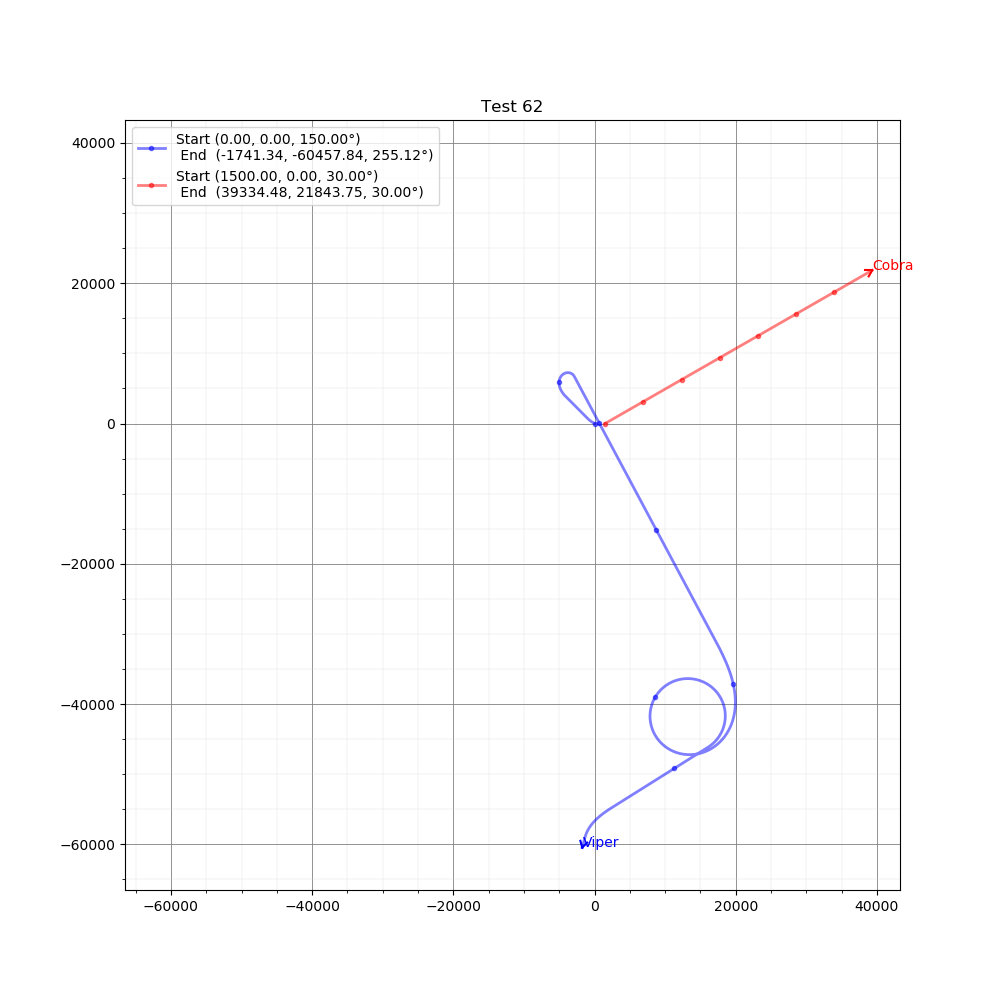 Test 62
Start (0.00, 0.00, 150.00°)
End (-1741.34, -60457.84, 255.12°)
Start (1500.00, 0.00, 30.00°)
End (39334.48, 21843.75, 30.00°)
40000
20000
0
−20000
−40000
−60000
Cobra
Viper
−60000
−40000
−20000
0
20000
40000